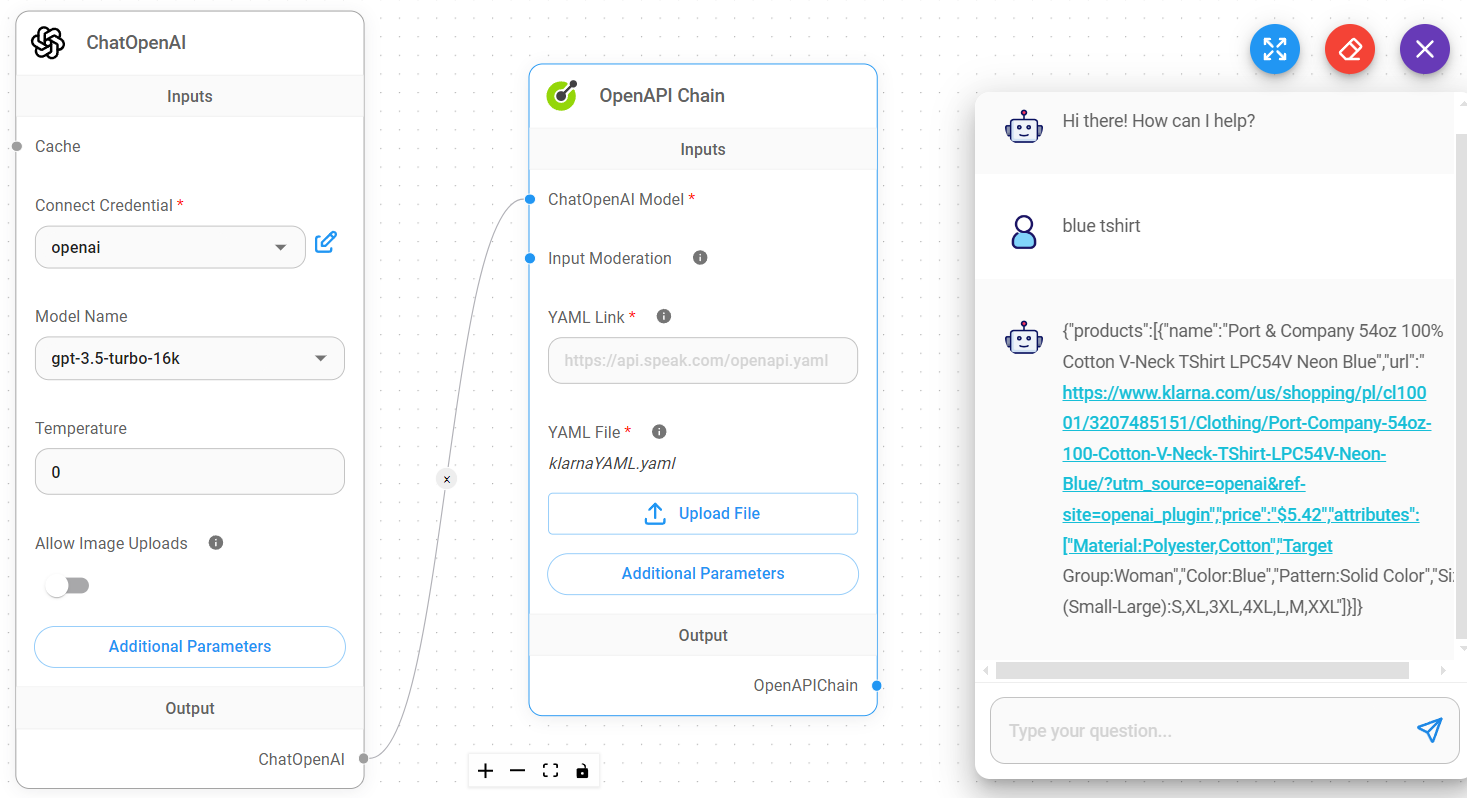 ChatOpenAI
Inputs
Cache
Connect Credential *
openai
Model Name
gpt-3.5-turbo-16k
Temperature
0
Allow Image Uploads
Additional Parameters
Output
ChatOpenAI
x
OpenAPI Chain
Inputs
ChatOpenAI Model *
Input Moderation
YAML Link *
https://api.speak.com/openapi.yaml
YAML File *
klarnaYAML.yaml
Upload File
Additional Parameters
Output
OpenAPIChain
Hi there! How can I help?
blue tshirt
{"products":[{"name":"Port & Company 54oz 100%
Cotton V-Neck TShirt LPC54V Neon Blue","url":"
https://www.klarna.com/us/shopping/pl/cl100
01/3207485151/Clothing/Port-Company-54oz-
100-Cotton-V-Neck-TShirt-LPC54V-Neon-
Blue/?utm_source=openai&ref-
site=openai_plugin","price":"$5.42","attributes":
["Material:Polyester,Cotton","Target
Group:Woman","Color:Blue","Pattern:Solid Color","Si
(Small-Large):S,XL,3XL,4XL,L,M,XXL"]}]}
Type your question...